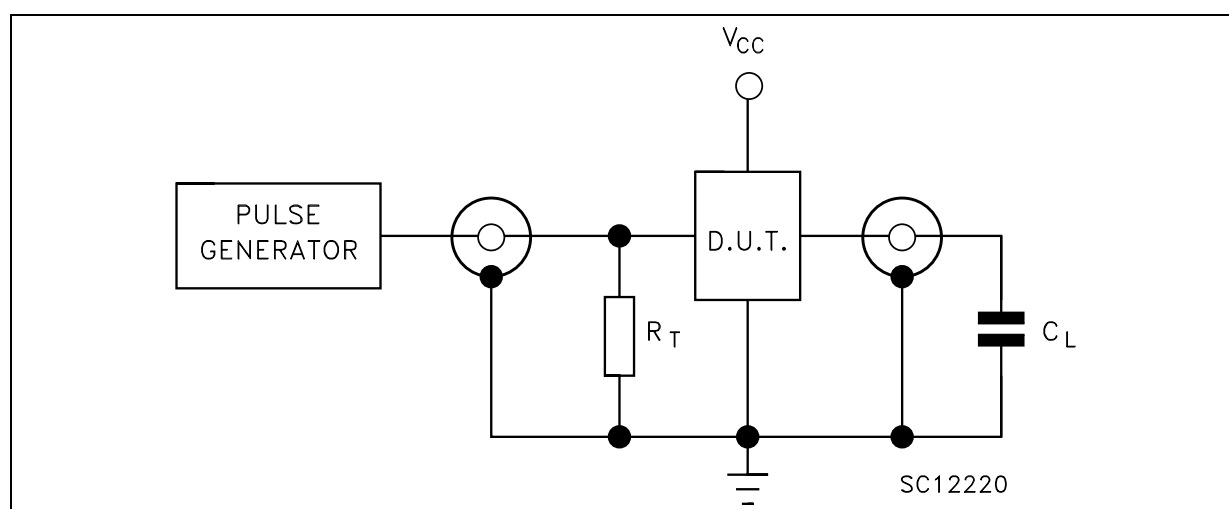 VCC
PULSE
GENERATOR
D.U.T.
RT
CL
SC12220